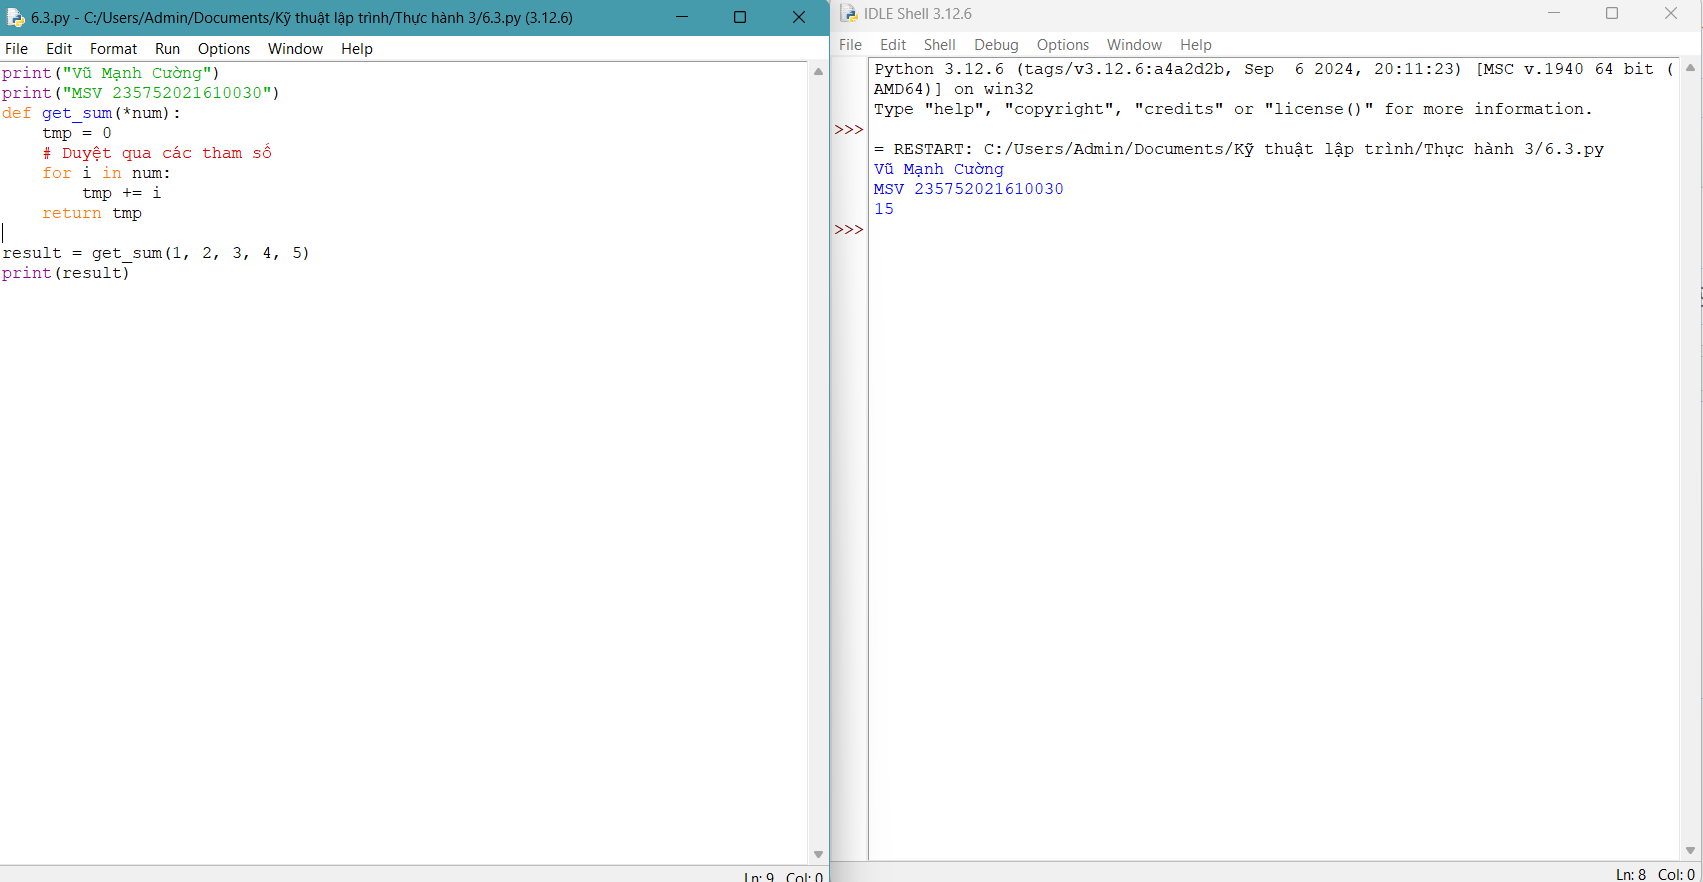 6.3.py - C:/Users/Admin/Documents/Kỹ thuật lập trình/Thực hành 3/6.3.py (3.12.6)
File Edit Format Run Options Window Help
print("Vũ Mạnh Cường")
print("MSV 235752021610030")
def get_sum(*num):
    tmp = 0
    # Duyệt qua các tham số
    for i in num:
        tmp += i
    return tmp
result = get_sum(1, 2, 3, 4, 5)
print(result)
Ln: 9 Col: 0
IDLE Shell 3.12.6
File Edit Shell Debug Options Window Help
Python 3.12.6 (tags/v3.12.6:a4a2d2b, Sep  6 2024, 20:11:23) [MSC v.1940 64 bit (
AMD64)] on win32
Type "help", "copyright", "credits" or "license()" for more information.
>>>
= RESTART: C:/Users/Admin/Documents/Kỹ thuật lập trình/Thực hành 3/6.3.py
Vũ Mạnh Cường
MSV 235752021610030
15
>>>
Ln: 8 Col: 0